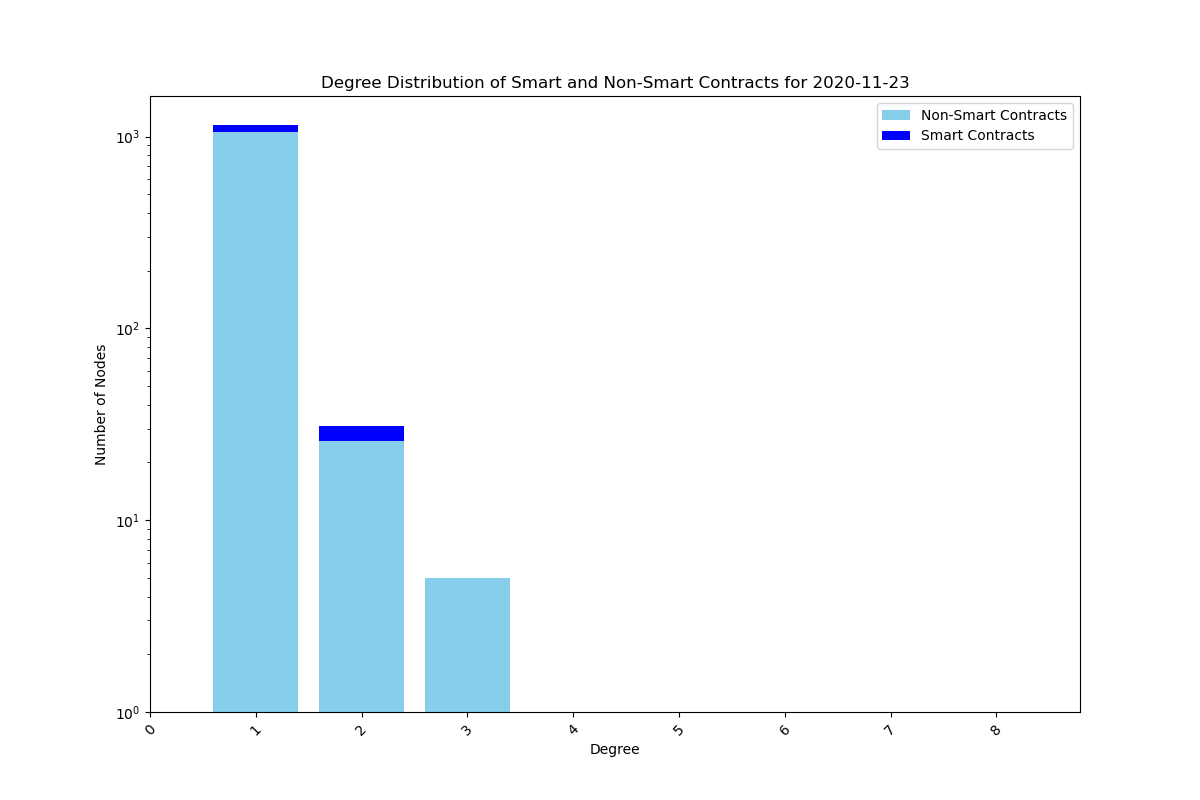 Degree Distribution of Smart and Non-Smart Contracts for 2020-11-23
Non-Smart Contracts
Smart Contracts
10³
10²
10¹
10⁰
Number of Nodes
0 1 2 3 4 5 6 7 8
Degree